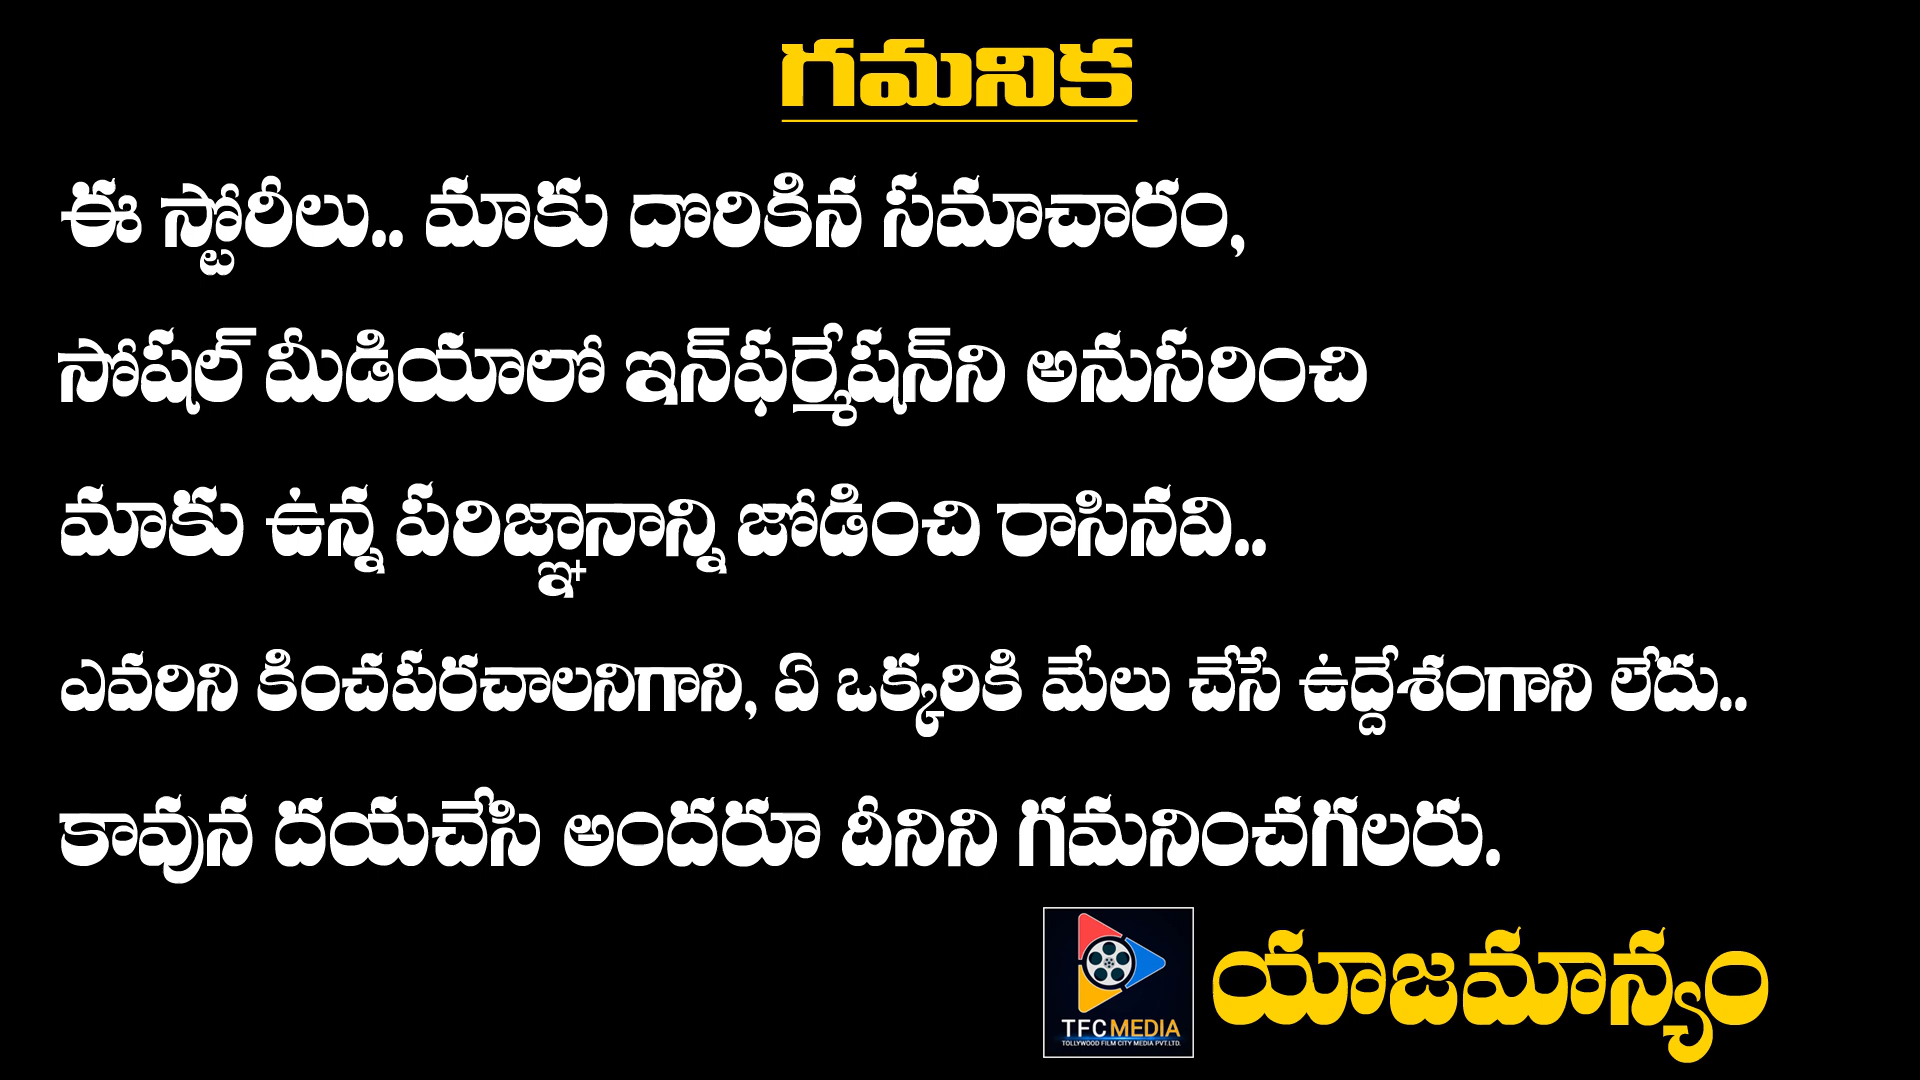 గమనిక
ఈ స్టోరీలు.. మాకు దొరికిన సమాచారం,
సోషల్ మీడియాలో ఇన్‌ఫర్మేషన్‌ని అనుసరించి
మాకు ఉన్న పరిజ్ఞానాన్ని జోడించి రాసినవి..
ఎవరిని కించపరచాలనిగాని, ఏ ఒక్కరికి మేలు చేసే ఉద్దేశంగాని లేదు..
కావున దయచేసి అందరూ దీనిని గమనించగలరు.
TFC MEDIA
TOLLYWOOD FILM CITY MEDIA PVT.LTD.
యాజమాన్యం